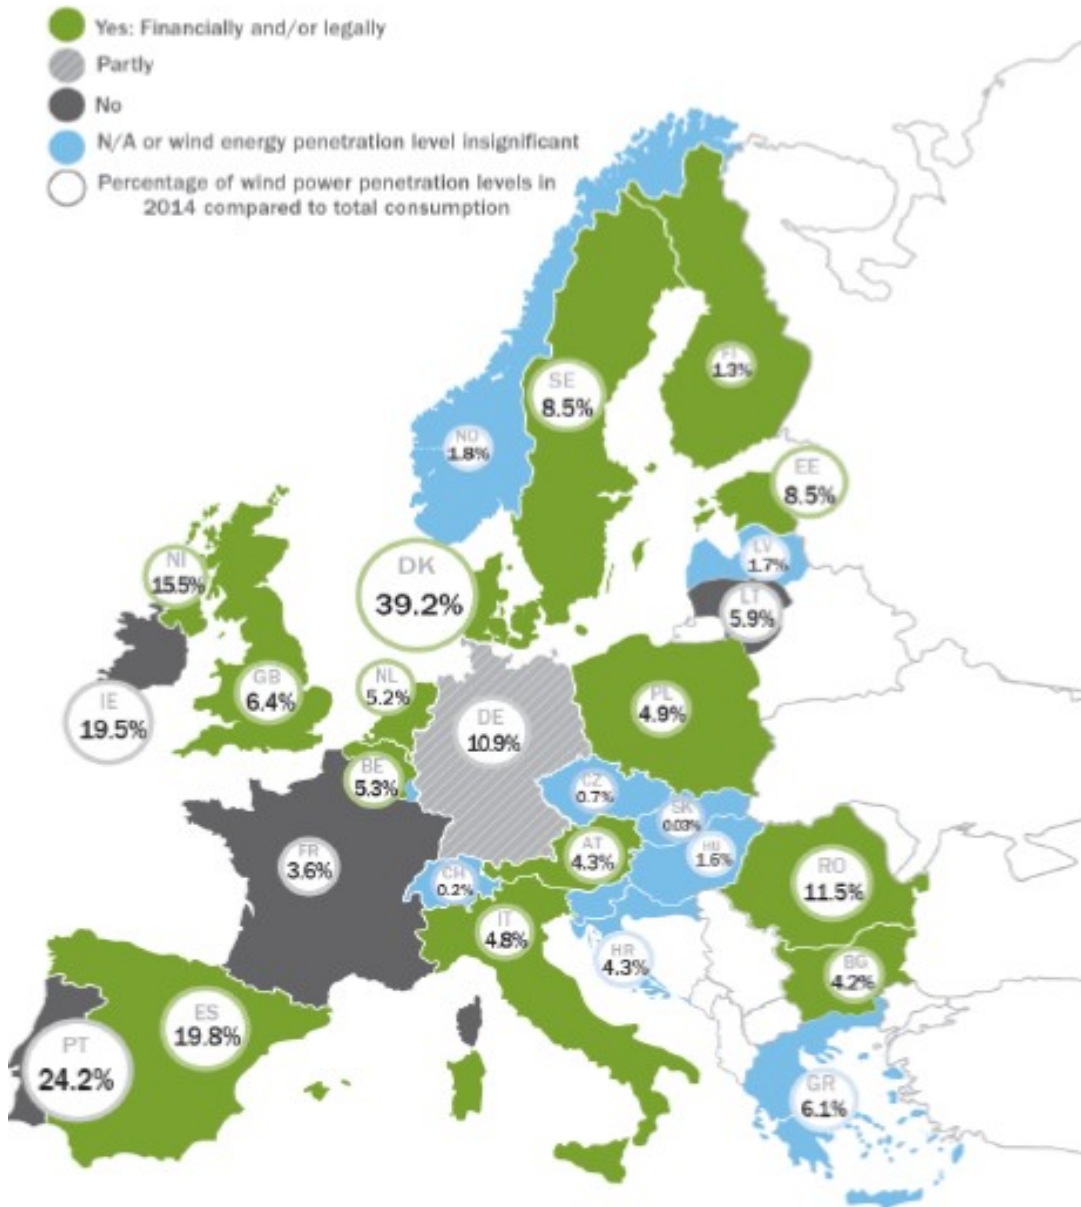 Yes: Financially and/or legally
Partly
No
N/A or wind energy penetration level insignificant
Percentage of wind power penetration levels in
2014 compared to total consumption
FI
1.3%
SE
8.5%
NO
1.8%
EE
8.5%
LV
1.7%
NI
15.5%
DK
39.2%
LT
5.9%
GB
6.4%
NL
5.2%
IE
19.5%
DE
10.9%
PL
4.9%
BE
5.3%
CZ
0.7%
SK
0.03%
HU
1.6%
AT
4.3%
FR
3.6%
CH
0.2%
RO
11.5%
IT
4.8%
HR
4.3%
BG
4.2%
ES
19.8%
PT
24.2%
GR
6.1%